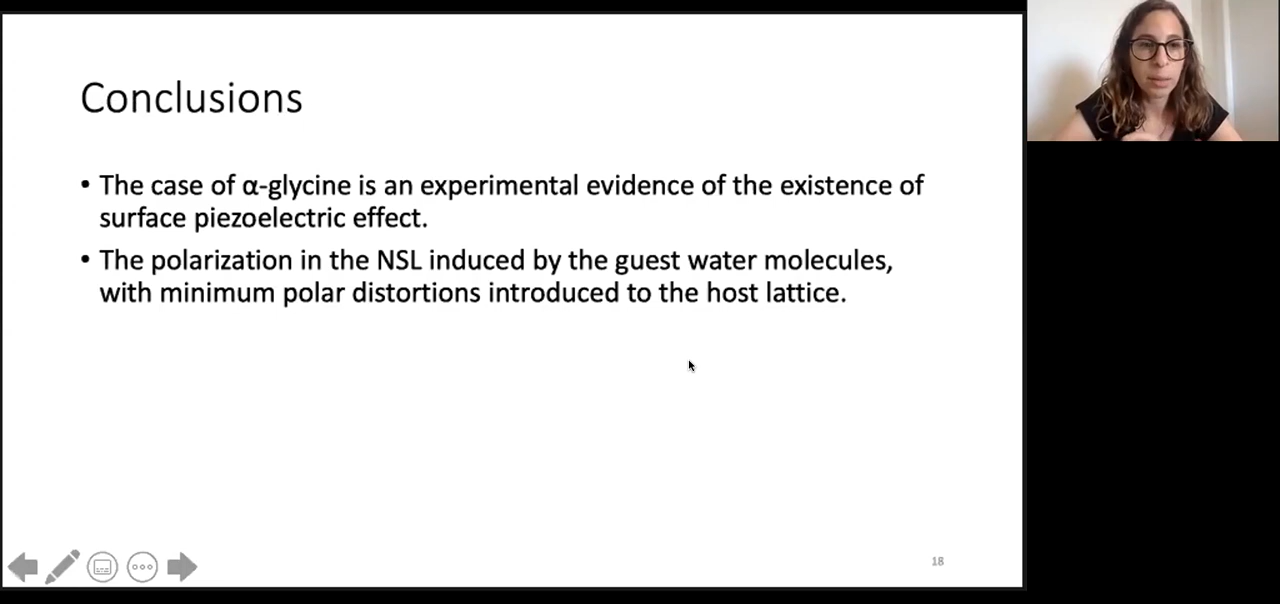 Conclusions
• The case of α-glycine is an experimental evidence of the existence of
surface piezoelectric effect.
• The polarization in the NSL induced by the guest water molecules,
with minimum polar distortions introduced to the host lattice.
18